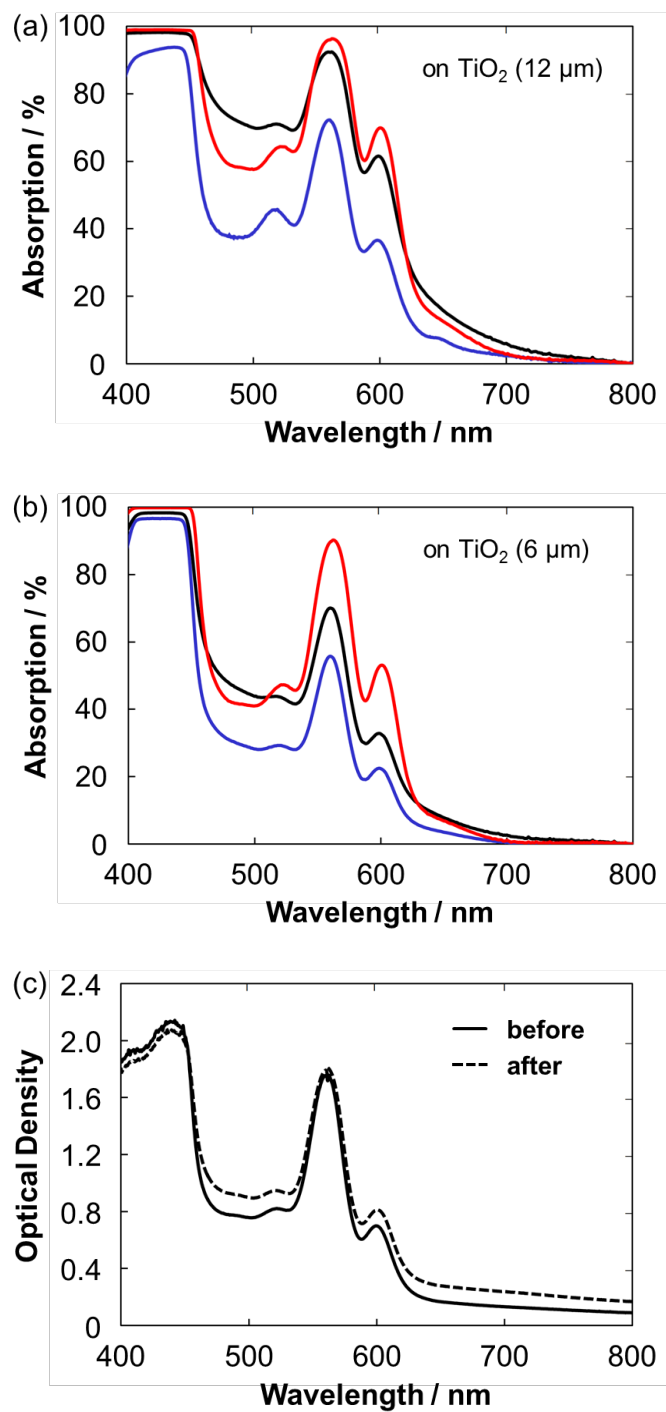 (a)
100
80
60
40
20
0
Absorption / %
on TiO₂ (12 μm)
400 500 600 700 800
Wavelength / nm
(b)
100
80
60
40
20
0
Absorption / %
on TiO₂ (6 μm)
400 500 600 700 800
Wavelength / nm
(c)
2.4
2.0
1.6
1.2
0.8
0.4
0
Optical Density
before
after
400 500 600 700 800
Wavelength / nm